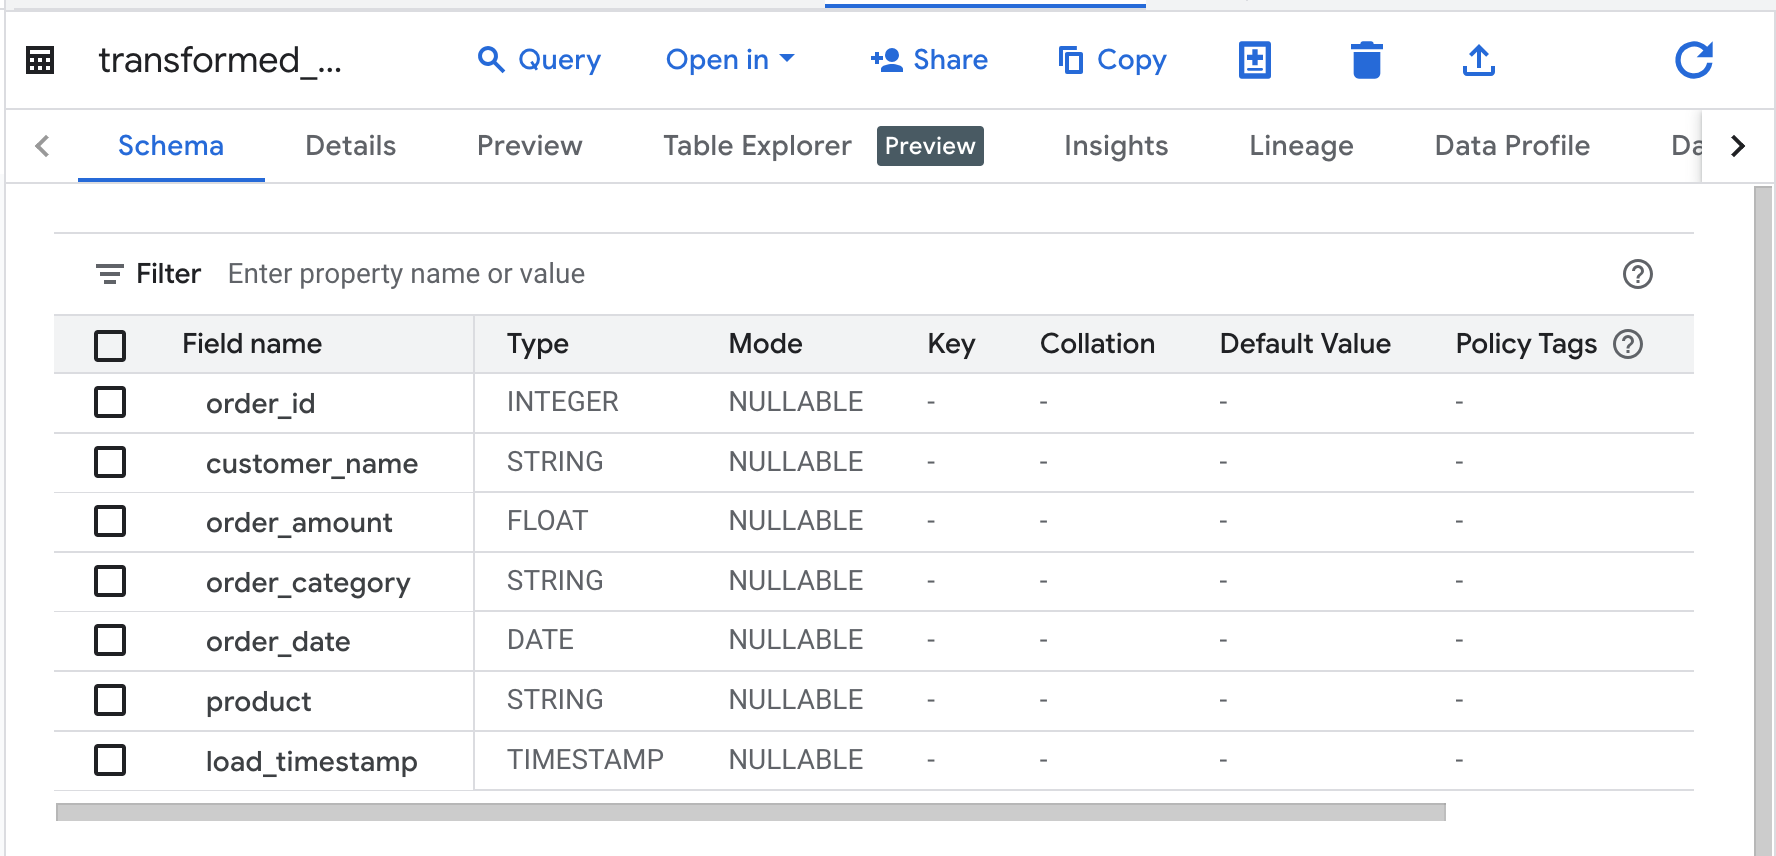 transformed_... Query Open in Share Copy
Schema Details Preview Table Explorer Preview Insights Lineage Data Profile Da
Filter Enter property name or value
Field name Type Mode Key Collation Default Value Policy Tags
order_id INTEGER NULLABLE - - - -
customer_name STRING NULLABLE - - - -
order_amount FLOAT NULLABLE - - - -
order_category STRING NULLABLE - - - -
order_date DATE NULLABLE - - - -
product STRING NULLABLE - - - -
load_timestamp TIMESTAMP NULLABLE - - - -